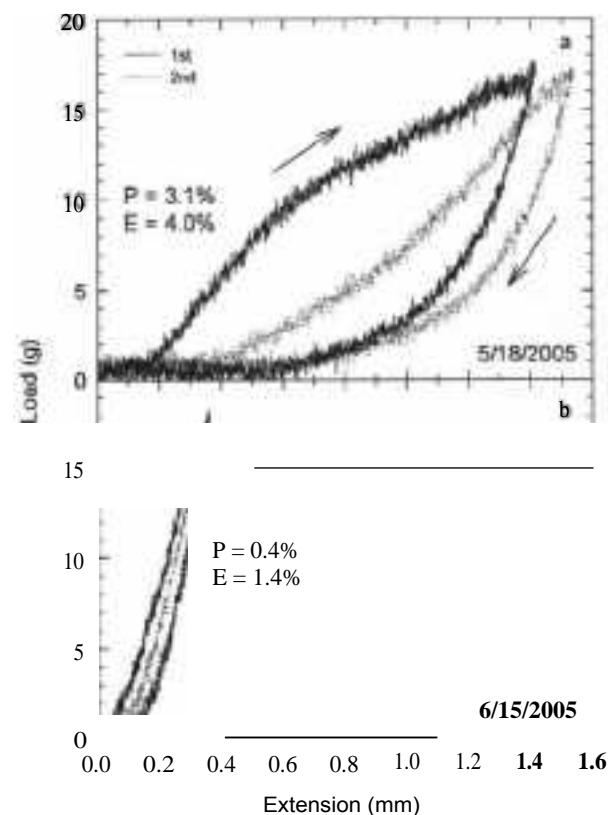 20
1st
2nd
a
15
P = 3.1%
E = 4.0%
10
5
5/18/2005
0
Load (g)
b
15
10
P = 0.4%
E = 1.4%
5
6/15/2005
0
0.0 0.2 0.4 0.6 0.8 1.0 1.2 1.4 1.6
Extension (mm)